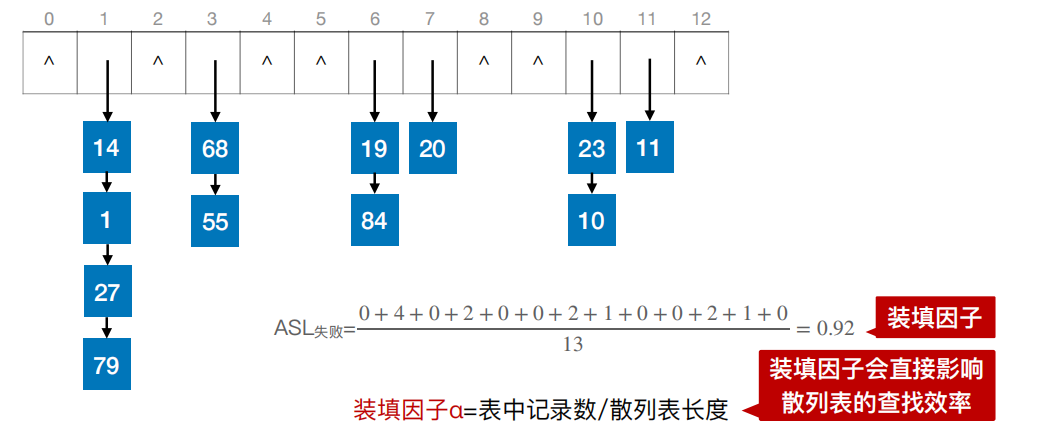 0 1 2 3 4 5 6 7 8 9 10 11 12
^ ^ ^ ^ ^ ^ ^
14 68 19 20 23 11
1 55 84 10
27
79
ASL失败= (0 + 4 + 0 + 2 + 0 + 0 + 2 + 1 + 0 + 0 + 2 + 1 + 0) / 13 = 0.92
装填因子
装填因子会直接影响
散列表的查找效率
装填因子α=表中记录数/散列表长度